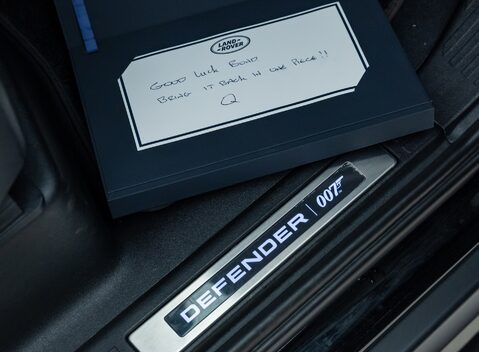 LAND ROVER
GOOD LUCK BOND
BRING IT BACK IN ONE PIECE!!
Q
DEFENDER | 007